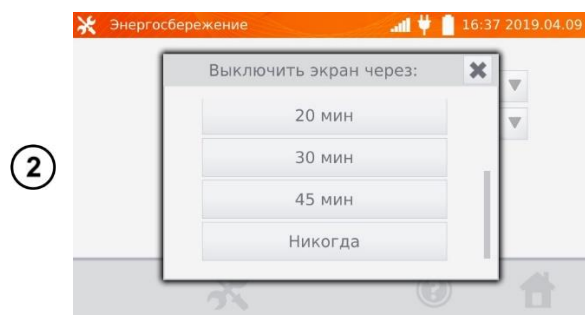 Энергосбережение 16:37 2019.04.09
Выключить экран через:
20 мин
30 мин
2
45 мин
Никогда